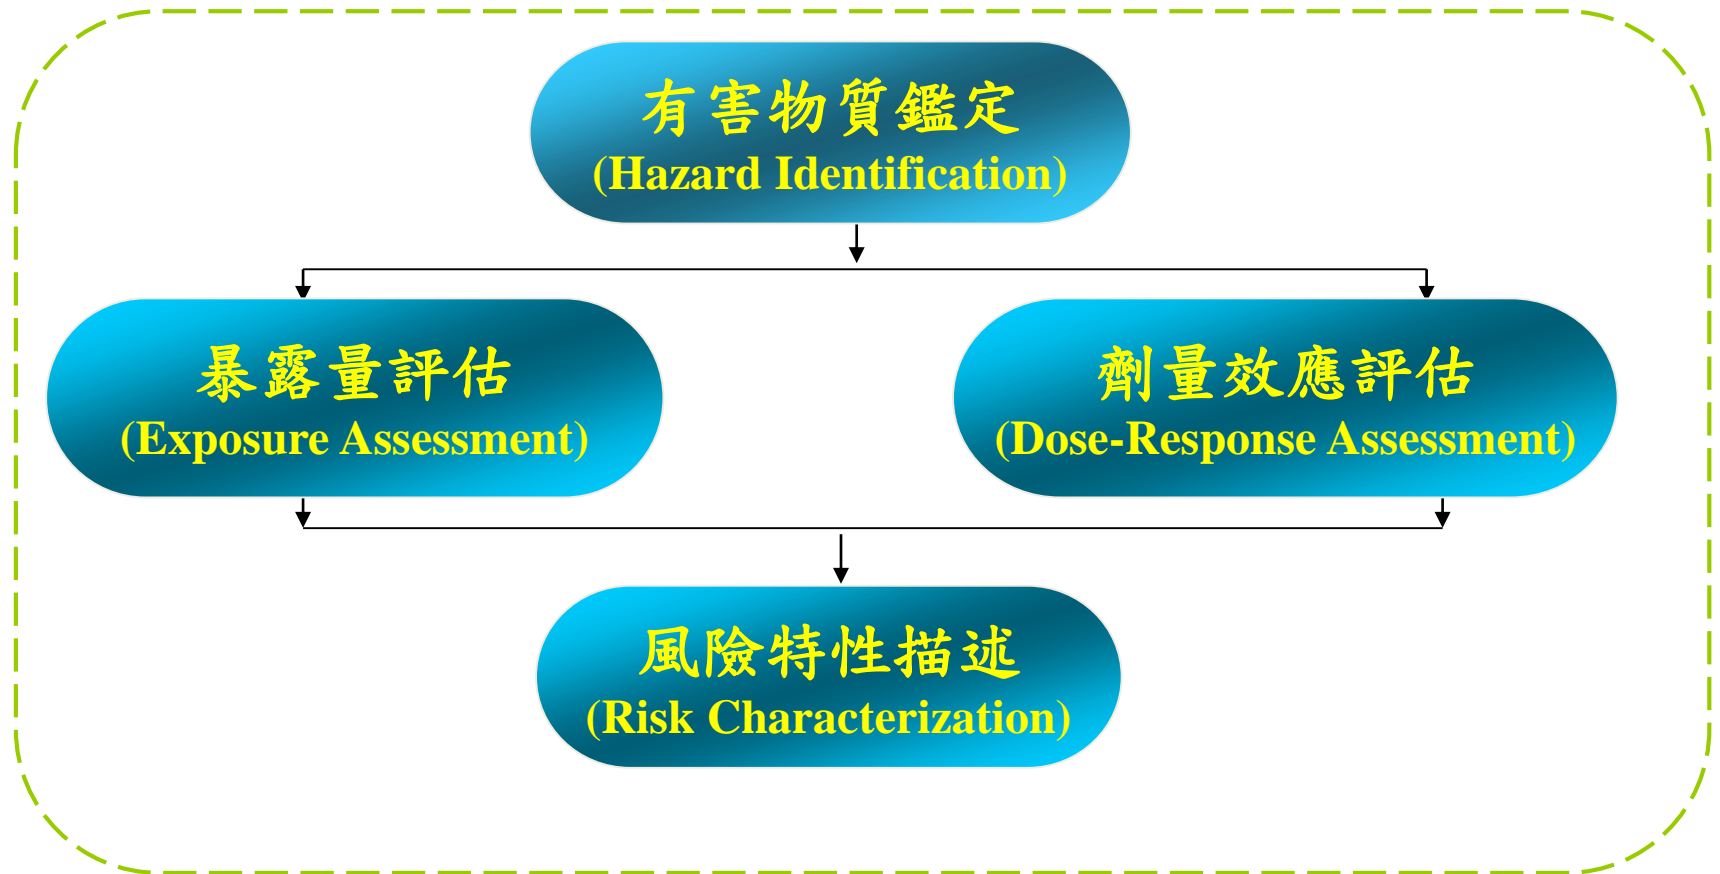 有害物質鑑定
(Hazard Identification)
暴露量評估
(Exposure Assessment)
劑量效應評估
(Dose-Response Assessment)
風險特性描述
(Risk Characterization)